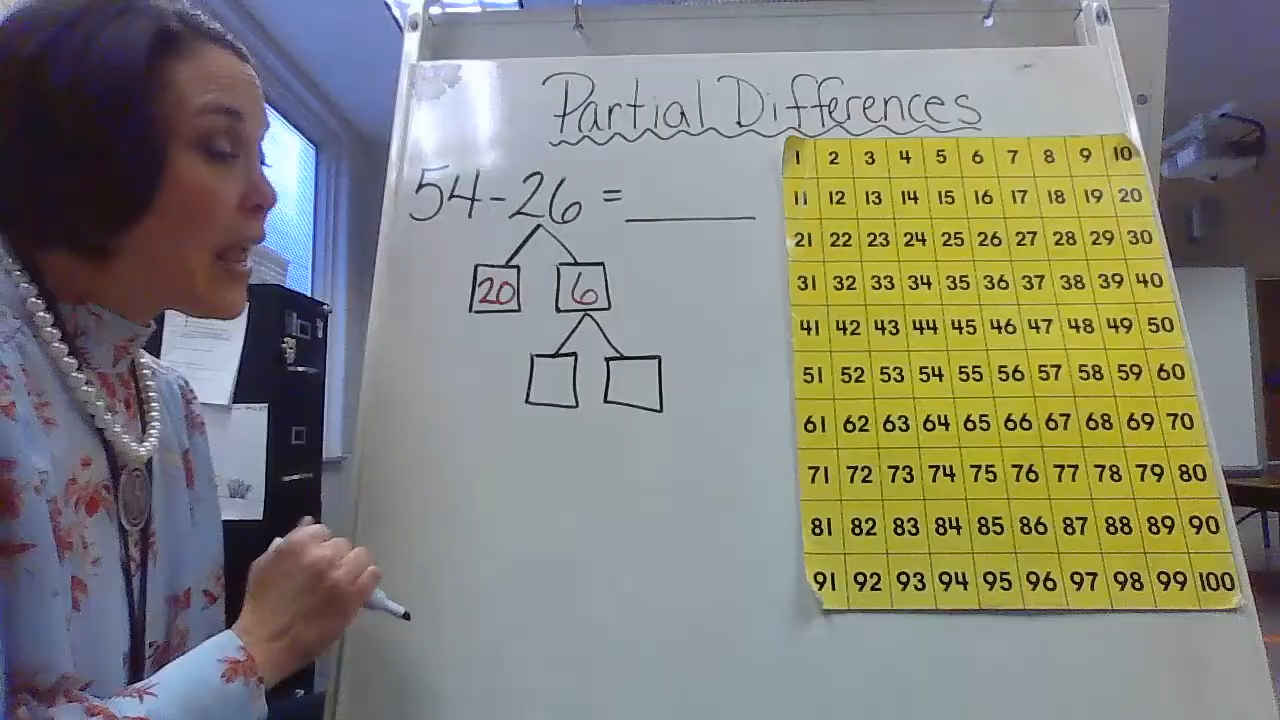 Partial Differences
54-26 = ______
20 6
1 2 3 4 5 6 7 8 9 10
11 12 13 14 15 16 17 18 19 20
21 22 23 24 25 26 27 28 29 30
31 32 33 34 35 36 37 38 39 40
41 42 43 44 45 46 47 48 49 50
51 52 53 54 55 56 57 58 59 60
61 62 63 64 65 66 67 68 69 70
71 72 73 74 75 76 77 78 79 80
81 82 83 84 85 86 87 88 89 90
91 92 93 94 95 96 97 98 99 100